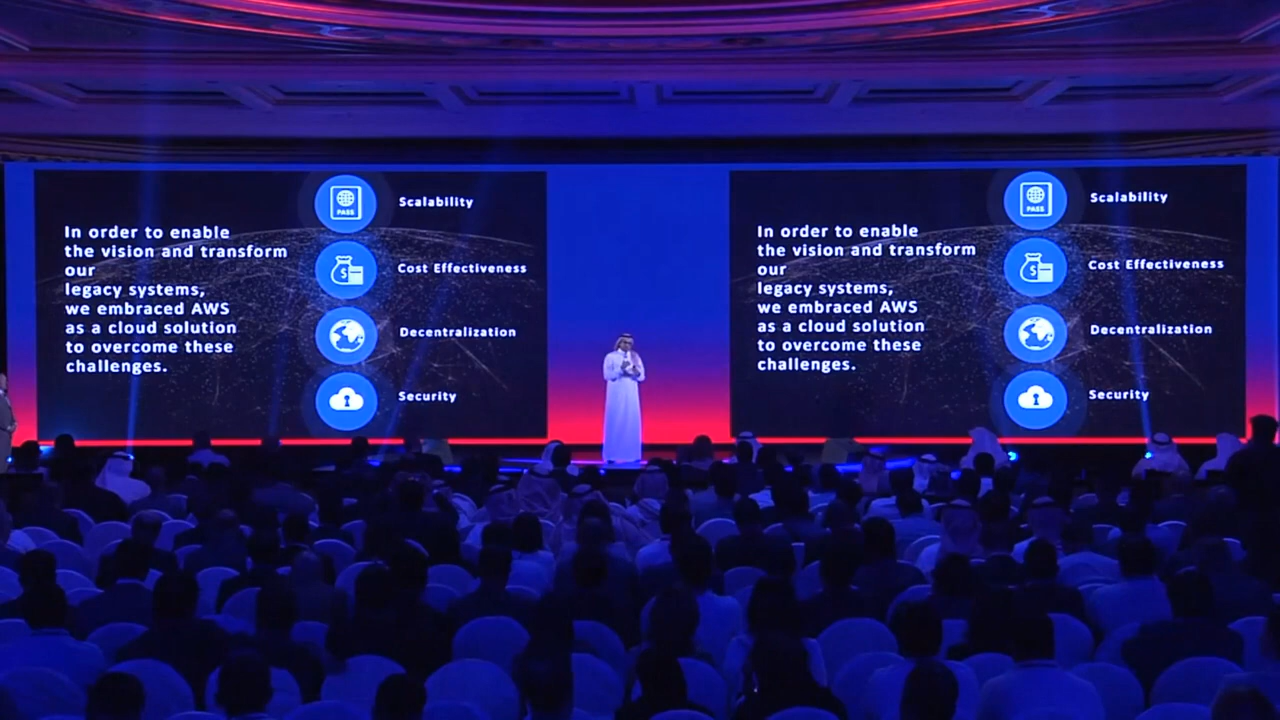 In order to enable
the vision and transform
our
legacy systems,
we embraced AWS
as a cloud solution
to overcome these
challenges.
PASS
Scalability
$
Cost Effectiveness
Decentralization
Security
In order to enable
the vision and transform
our
legacy systems,
we embraced AWS
as a cloud solution
to overcome these
challenges.
PASS
Scalability
$
Cost Effectiveness
Decentralization
Security